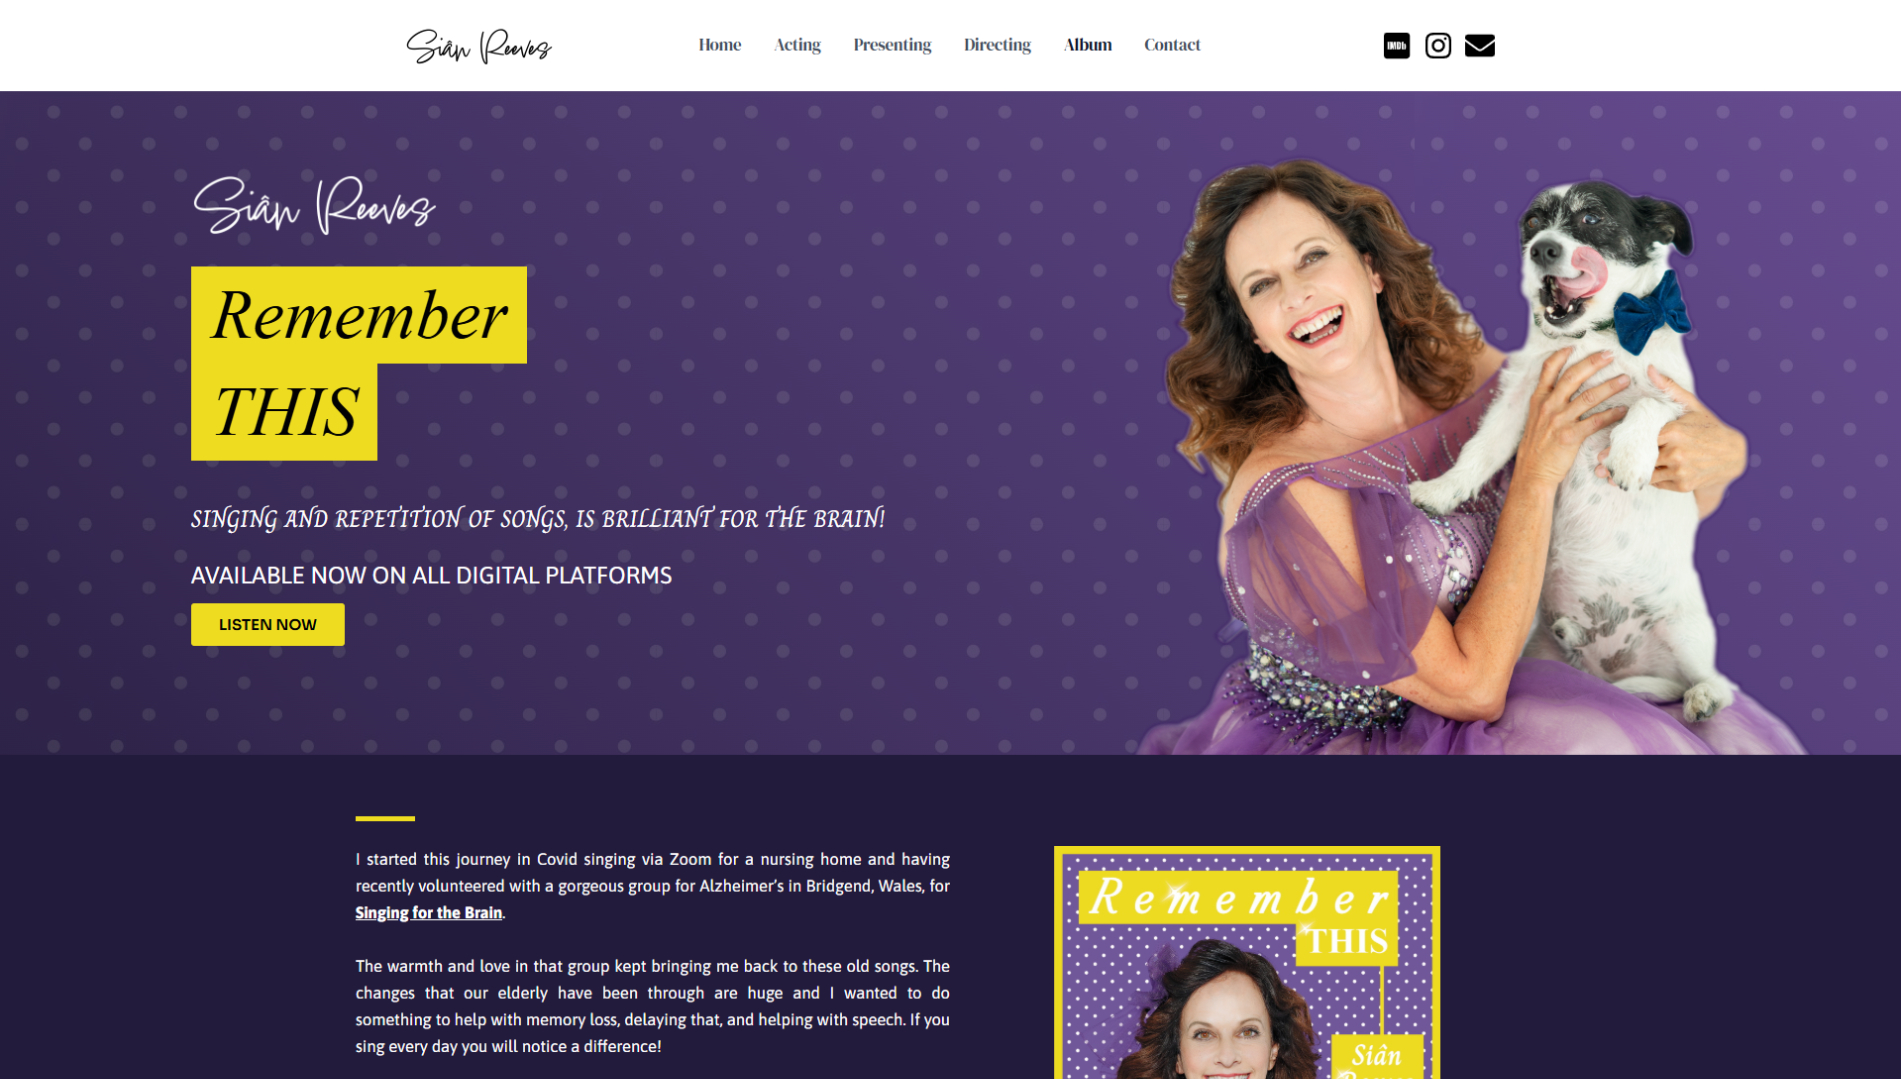 Siân Reeves
Home Acting Presenting Directing Album Contact
IMDb
Siân Reeves
Remember
THIS
SINGING AND REPETITION OF SONGS, IS BRILLIANT FOR THE BRAIN!
AVAILABLE NOW ON ALL DIGITAL PLATFORMS
LISTEN NOW
I started this journey in Covid singing via Zoom for a nursing home and having
recently volunteered with a gorgeous group for Alzheimer's in Bridgend, Wales, for
Singing for the Brain.
The warmth and love in that group kept bringing me back to these old songs. The
changes that our elderly have been through are huge and I wanted to do
something to help with memory loss, delaying that, and helping with speech. If you
sing every day you will notice a difference!
Remember
THIS
Siân